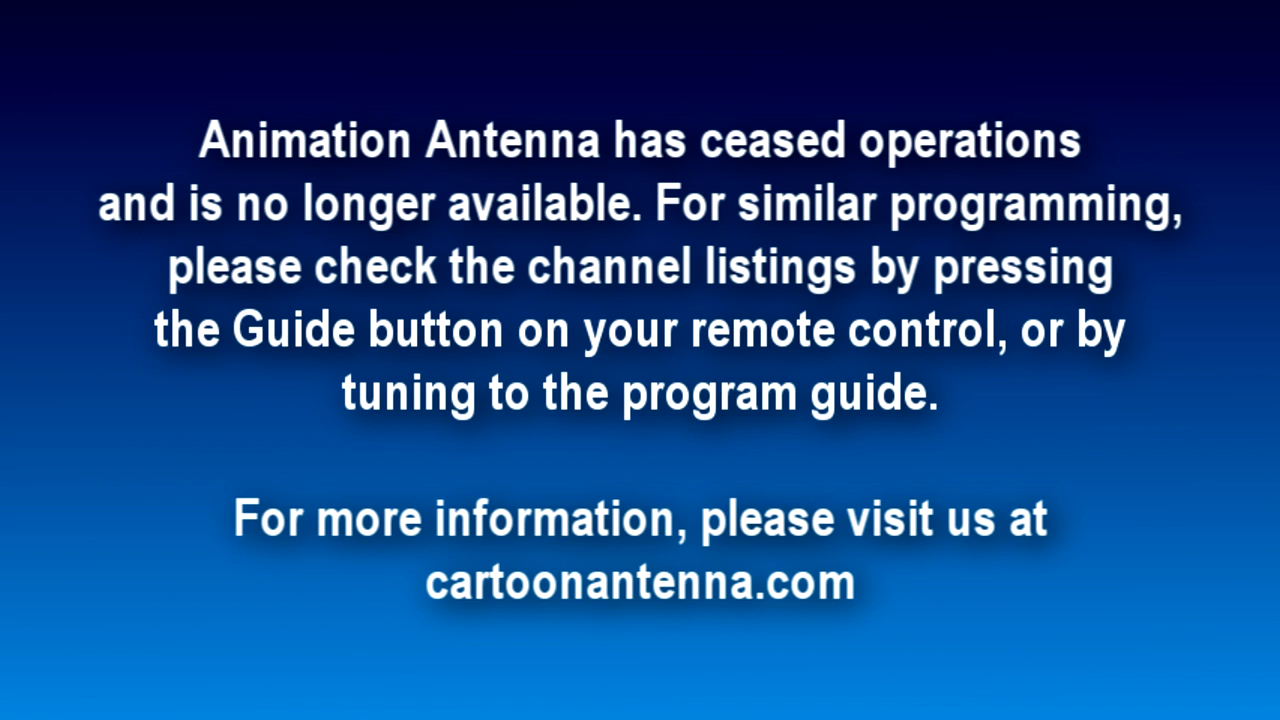 Animation Antenna has ceased operations
and is no longer available. For similar programming,
please check the channel listings by pressing
the Guide button on your remote control, or by
tuning to the program guide.
For more information, please visit us at
cartoonantenna.com